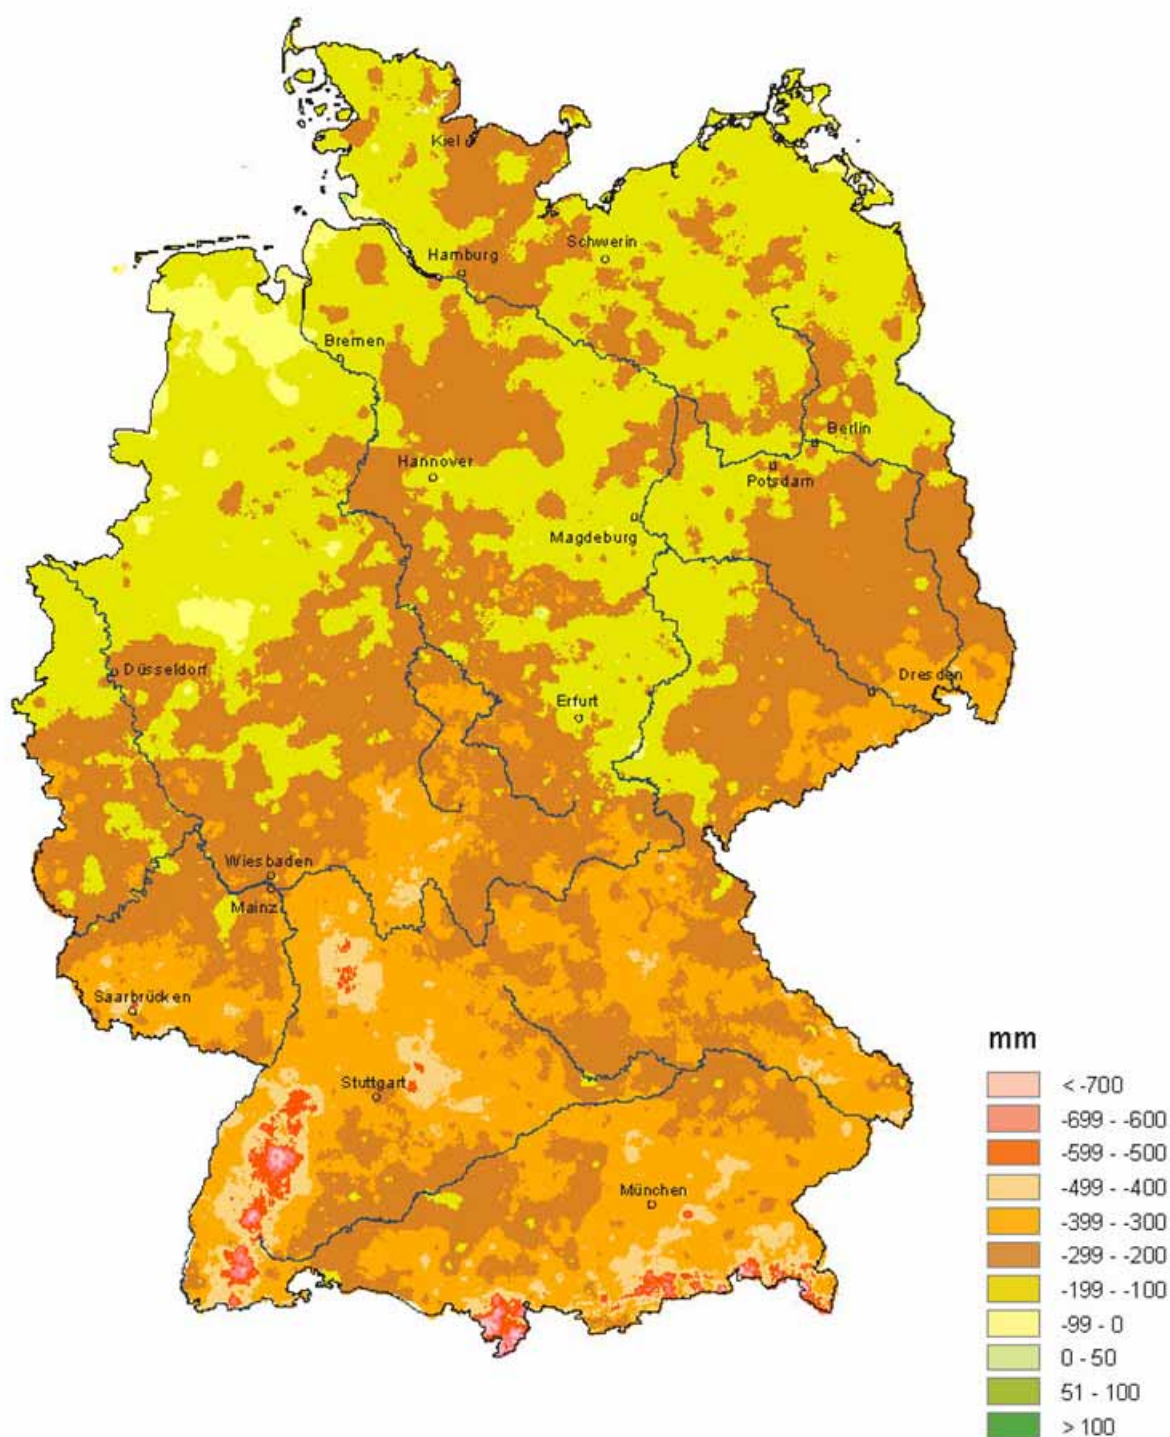 Kiel
Schwerin
Hamburg
Bremen
Berlin
Hannover
Potsdam
Magdeburg
Düsseldorf
Dresden
Erfurt
Wiesbaden
Mainz
Saarbrücken
Stuttgart
München
mm
< -700
-699 - -600
-599 - -500
-499 - -400
-399 - -300
-299 - -200
-199 - -100
-99 - 0
0 - 50
51 - 100
> 100